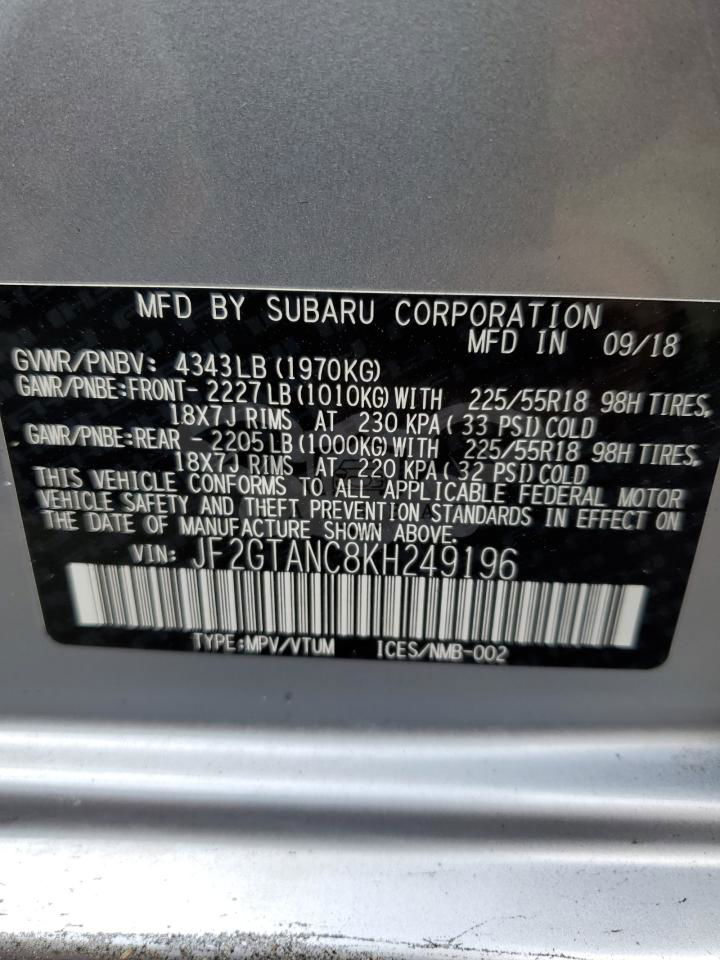 MFD BY SUBARU CORPORATION
MFD IN 09/18
GVWR/PNBV: 4343LB(1970KG)
GAWR/PNBE:FRONT-2227LB(1010KG)WITH 225/55R18 98H TIRES,
18X7J RIMS AT 230 KPA(33 PSI)COLD
GAWR/PNBE:REAR -2205LB(1000KG)WITH 225/55R18 98H TIRES,
18X7J RIMS AT 220 KPA(32 PSI)COLD
THIS VEHICLE CONFORMS TO ALL APPLICABLE FEDERAL MOTOR
VEHICLE SAFETY AND THEFT PREVENTION STANDARDS IN EFFECT ON
THE DATE OF MANUFACTURE SHOWN ABOVE.
VIN: JF2GTANC8KH249196
TYPE:MPV/VTUM ICES/NMB-002